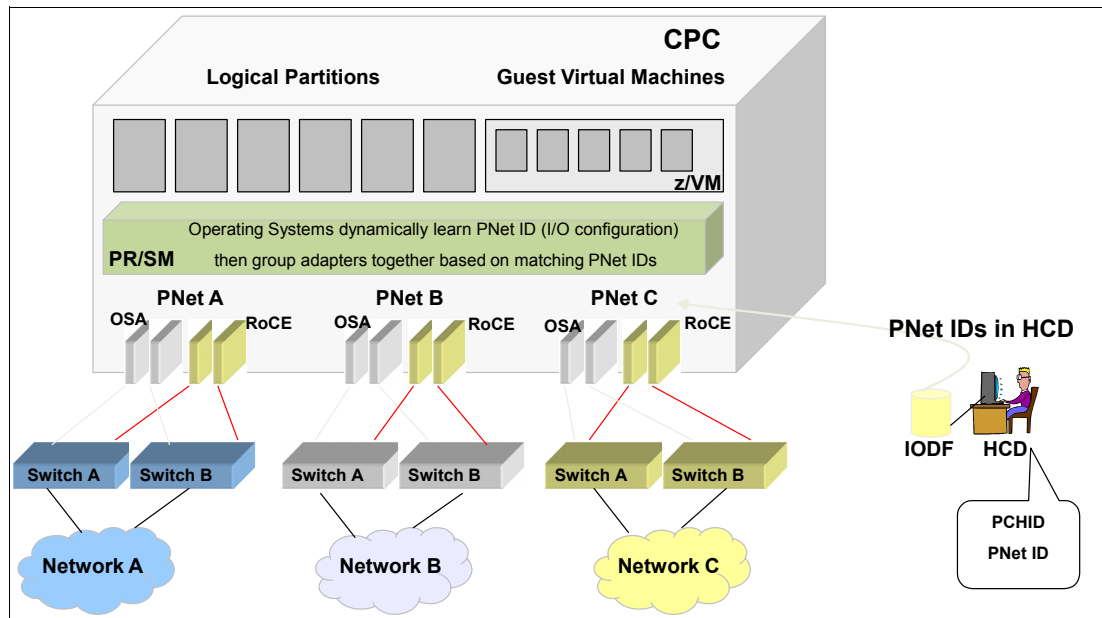 CPC
Logical Partitions
Guest Virtual Machines
z/VM
Operating Systems dynamically learn PNet ID (I/O configuration)
PR/SM
then group adapters together based on matching PNet IDs
PNet A
PNet B
PNet C
OSA
RoCE
OSA
RoCE
OSA
RoCE
PNet IDs in HCD
IODF
HCD
Switch A
Switch B
Switch A
Switch B
Switch A
Switch B
PCHID
PNet ID
Network A
Network B
Network C